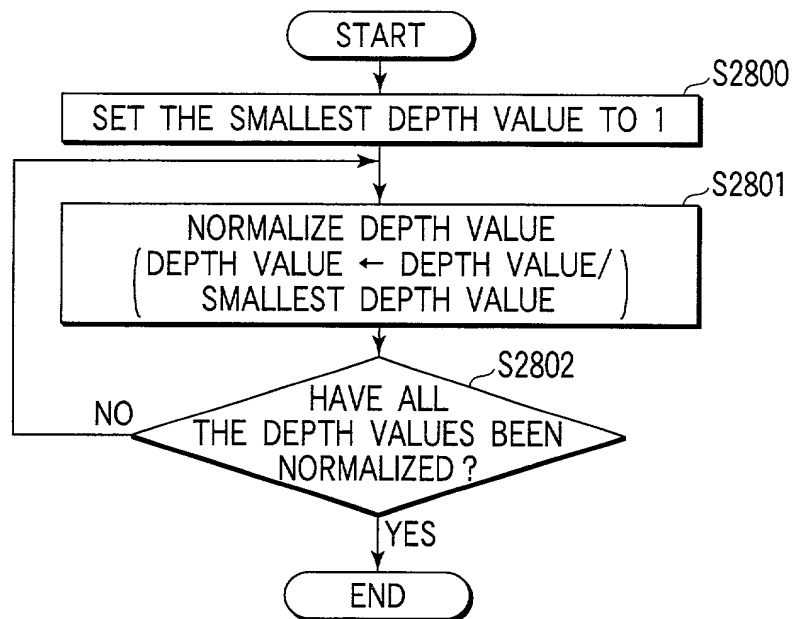 START
S2800
SET THE SMALLEST DEPTH VALUE TO 1
S2801
NORMALIZE DEPTH VALUE
(DEPTH VALUE ← DEPTH VALUE/
SMALLEST DEPTH VALUE)
S2802
HAVE ALL
THE DEPTH VALUES BEEN
NORMALIZED?
NO
YES
END